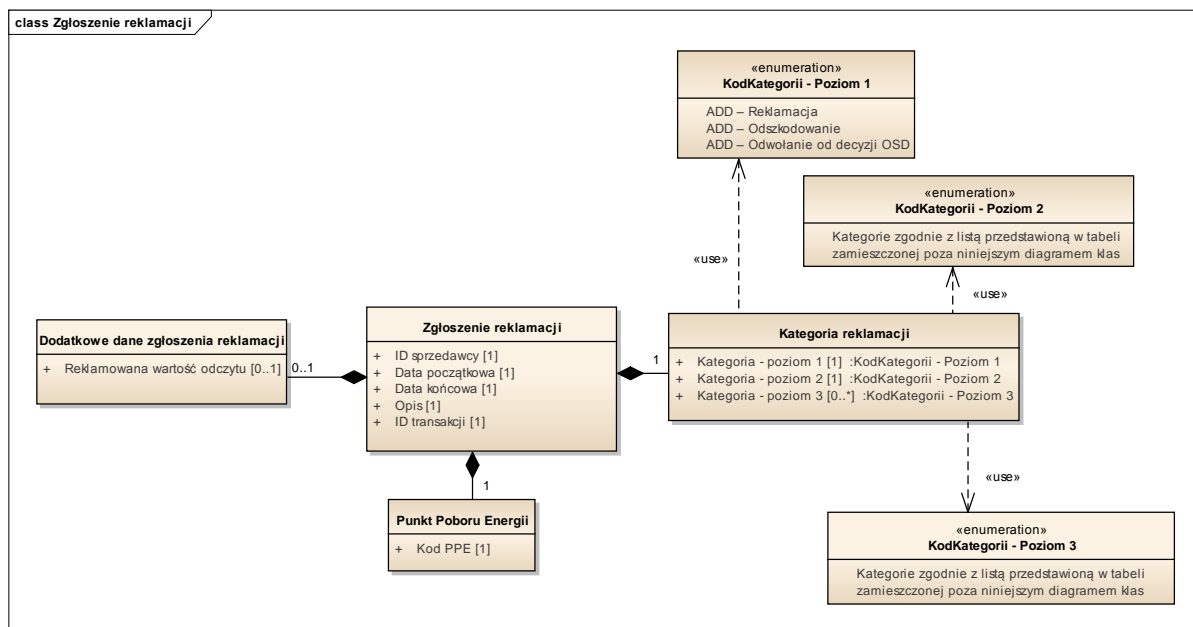 class Zgłoszenie reklamacji
«enumeration»
KodKategorii - Poziom 1
ADD – Reklamacja
ADD – Odszkodowanie
ADD – Odwołanie od decyzji OSD
«enumeration»
KodKategorii - Poziom 2
Kategorie zgodnie z listą przedstawioną w tabeli
zamieszczonej poza niniejszym diagramem klas
«use»
«use»
Dodatkowe dane zgłoszenia reklamacji
+ Reklamowana wartość odczytu [0..1]
0..1
Zgłoszenie reklamacji
+ ID sprzedawcy [1]
+ Data początkowa [1]
+ Data końcowa [1]
+ Opis [1]
+ ID transakcji [1]
1
Kategoria reklamacji
+ Kategoria - poziom 1 [1] :KodKategorii - Poziom 1
+ Kategoria - poziom 2 [1] :KodKategorii - Poziom 2
+ Kategoria - poziom 3 [0..*] :KodKategorii - Poziom 3
1
Punkt Poboru Energii
+ Kod PPE [1]
«use»
«enumeration»
KodKategorii - Poziom 3
Kategorie zgodnie z listą przedstawioną w tabeli
zamieszczonej poza niniejszym diagramem klas